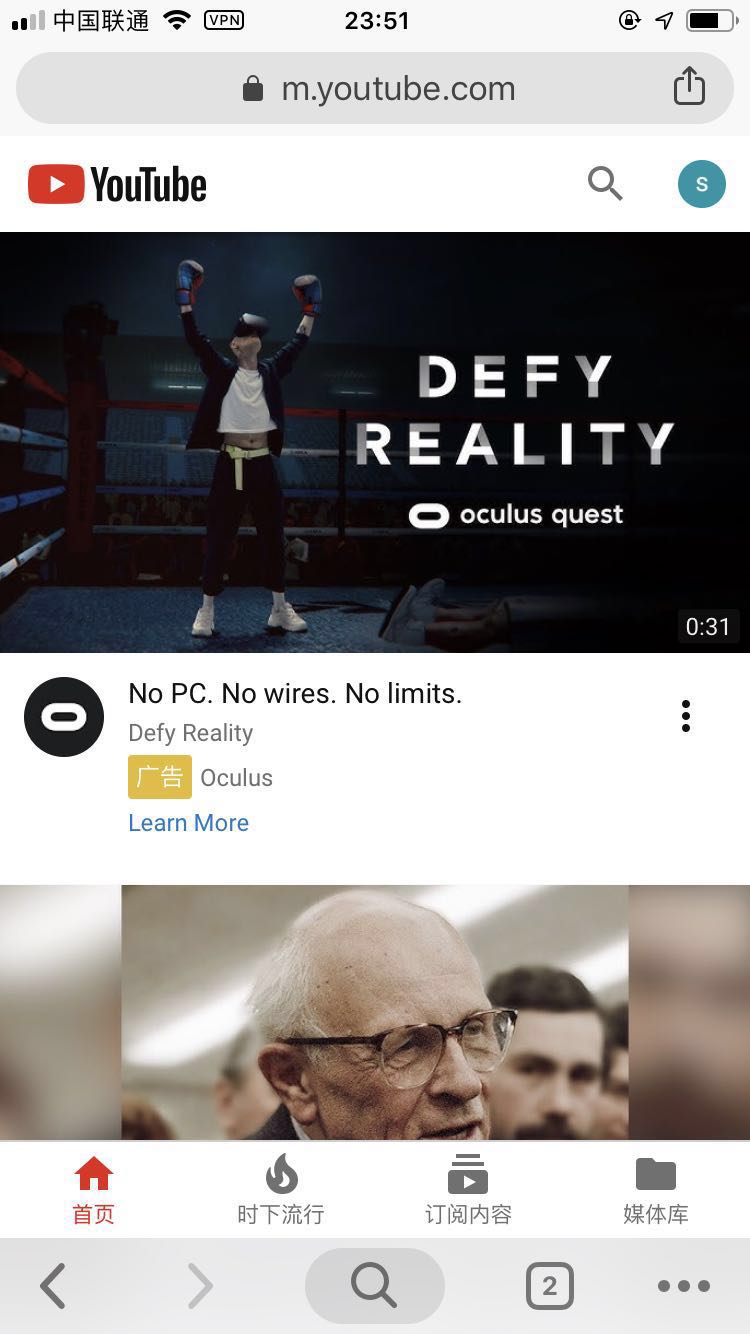 中国联通 VPN 23:51
m.youtube.com
YouTube
S
DEFY
REALITY
oculus quest
0:31
No PC. No wires. No limits.
Defy Reality
广告 Oculus
Learn More
首页 时下流行 订阅内容 媒体库
2